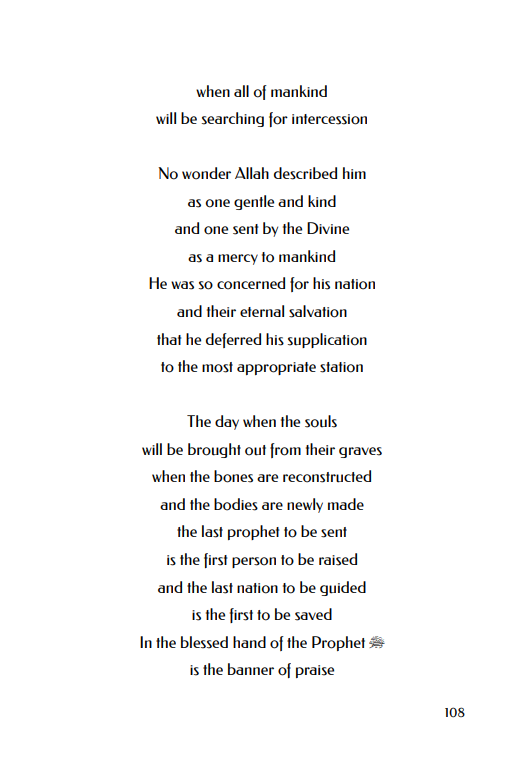 when all of mankind
will be searching for intercession
No wonder Allah described him
as one gentle and kind
and one sent by the Divine
as a mercy to mankind
He was so concerned for his nation
and their eternal salvation
that he deferred his supplication
to the most appropriate station
The day when the souls
will be brought out from their graves
when the bones are reconstructed
and the bodies are newly made
the last prophet to be sent
is the first person to be raised
and the last nation to be guided
is the first to be saved
In the blessed hand of the Prophet ﷺ
is the banner of praise
108